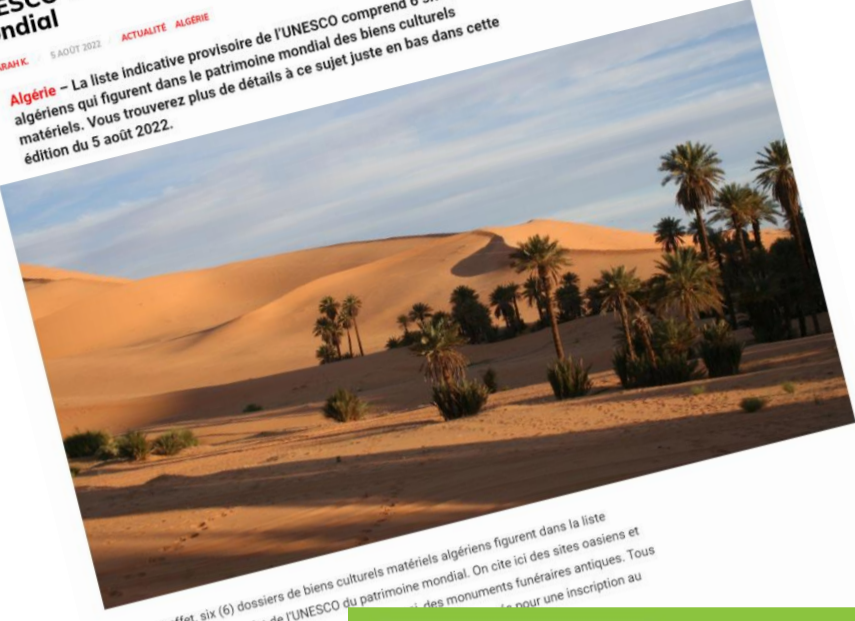 ndial
5 AOÛT 2022 ACTUALITÉ ALGÉRIE
Algérie – La liste indicative provisoire de l'UNESCO comprend 6
algériens qui figurent dans le patrimoine mondial des biens culturels
matériels. Vous trouverez plus de détails à ce sujet juste en bas dans cette
édition du 5 août 2022.
six (6) dossiers de biens culturels matériels algériens figurent dans la liste
de l'UNESCO du patrimoine mondial. On cite ici des sites oasiens et
des monuments funéraires antiques. Tous
pour une inscription au